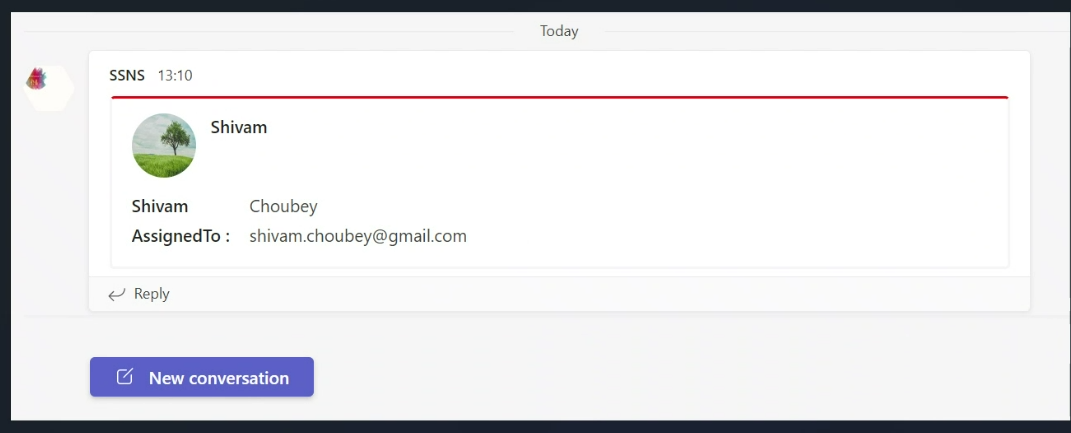 Today
SSNS 13:10
Shivam
Shivam Choubey
AssignedTo : shivam.choubey@gmail.com
Reply
New conversation